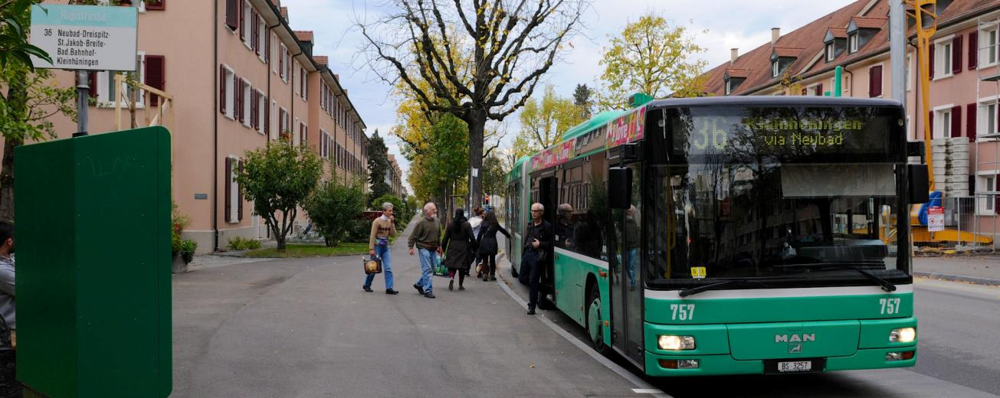 Rigistrasse
36 Neubad-Dreispitz-
St.Jakob-Breite-
Bad.Bahnhof-
Kleinhüningen
36 Kleinhüningen
via Neubad
757
757
MAN
BS 3257